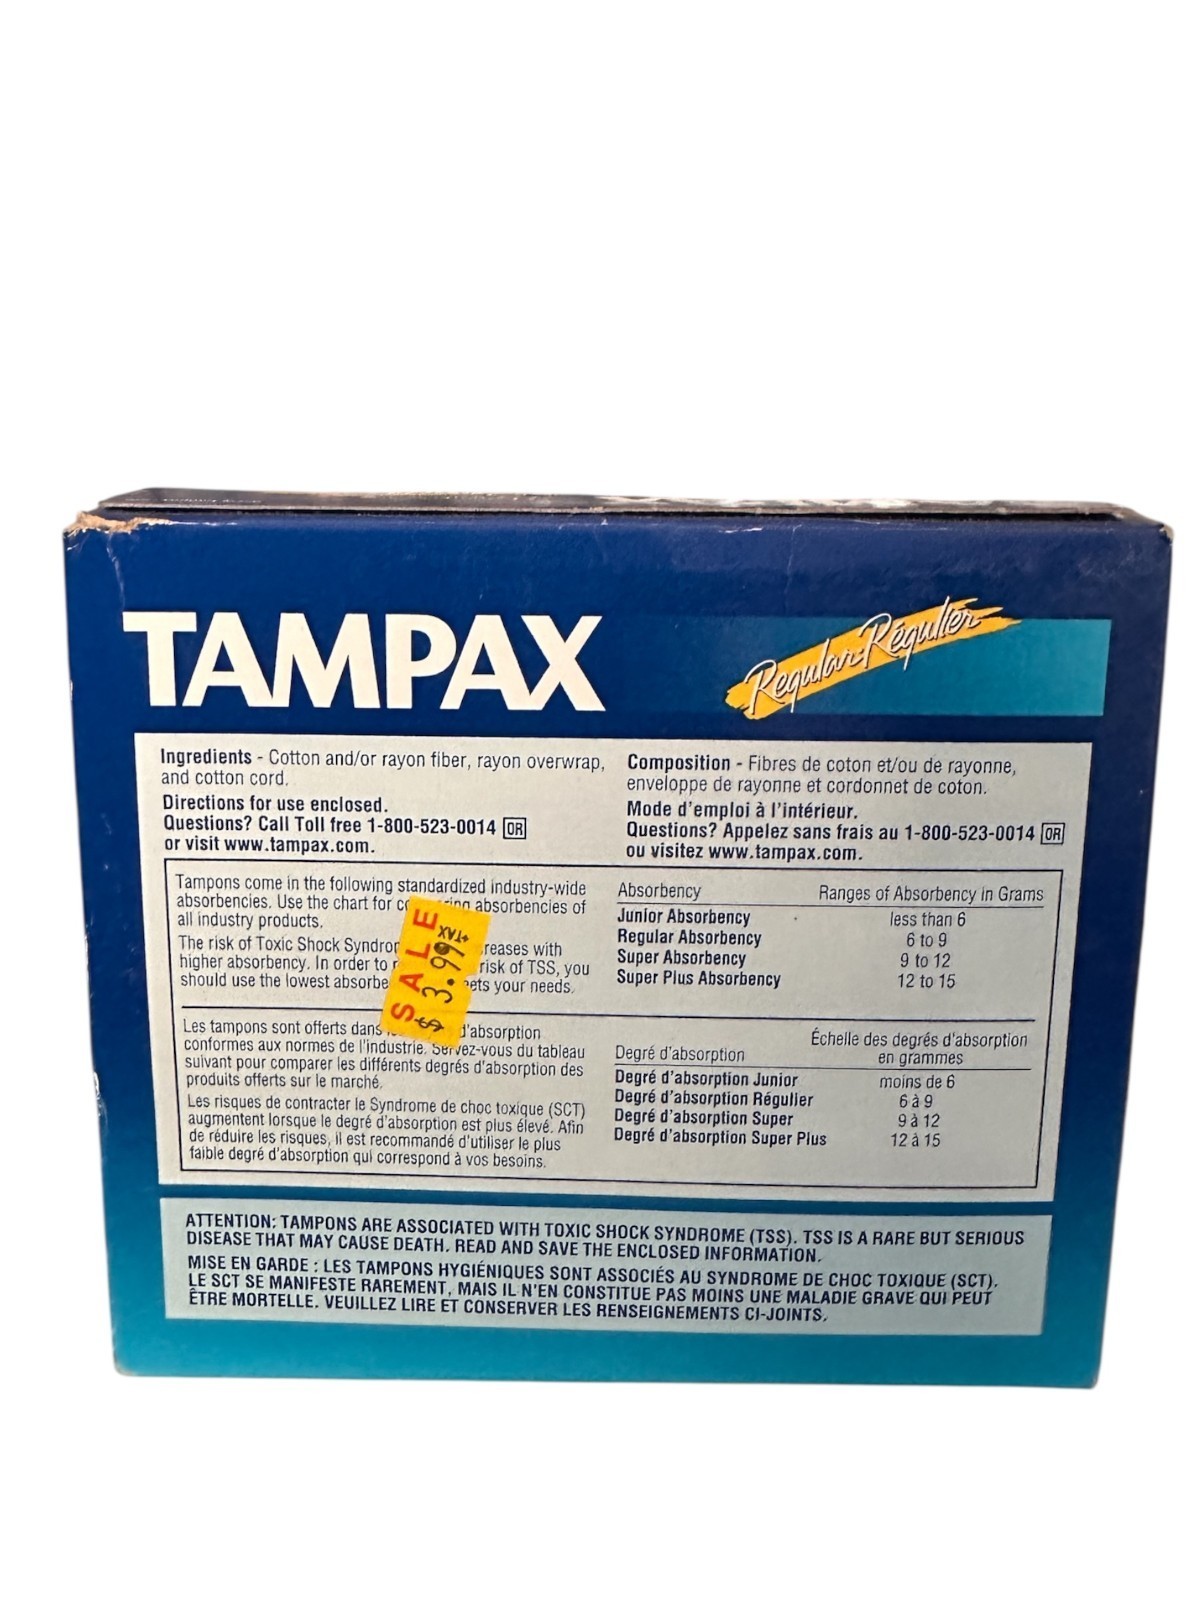 TAMPAX
Regular·Régulier
Ingredients - Cotton and/or rayon fiber, rayon overwrap,
and cotton cord.
Directions for use enclosed.
Questions? Call Toll free 1-800-523-0014 OR
or visit www.tampax.com.
Composition - Fibres de coton et/ou de rayonne,
enveloppe de rayonne et cordonnet de coton.
Mode d'emploi à l'intérieur.
Questions? Appelez sans frais au 1-800-523-0014 OR
ou visitez www.tampax.com.
Tampons come in the following standardized industry-wide
absorbencies. Use the chart for absorbencies of
all industry products.
The risk of Toxic Shock with
higher absorbency. In order to risk of TSS, you
should use the lowest your needs.
SALE
$3.99 +TAX
Absorbency Ranges of Absorbency in Grams
Junior Absorbency less than 6
Regular Absorbency 6 to 9
Super Absorbency 9 to 12
Super Plus Absorbency 12 to 15
Les tampons sont offerts dans d'absorption
conformes aux normes de l'industrie. Servez-vous du tableau
suivant pour comparer les différents degrés d'absorption des
produits offerts sur le marché.
Les risques de contracter le Syndrome de choc toxique (SCT)
augmentent lorsque le degré d'absorption est plus élevé. Afin
de réduire les risques, il est recommandé d'utiliser le plus
faible degré d'absorption qui correspond à vos besoins.
Échelle des degrés d'absorption
Degré d'absorption en grammes
Degré d'absorption Junior moins de 6
Degré d'absorption Régulier 6 à 9
Degré d'absorption Super 9 à 12
Degré d'absorption Super Plus 12 à 15
ATTENTION: TAMPONS ARE ASSOCIATED WITH TOXIC SHOCK SYNDROME (TSS). TSS IS A RARE BUT SERIOUS
DISEASE THAT MAY CAUSE DEATH. READ AND SAVE THE ENCLOSED INFORMATION.
MISE EN GARDE : LES TAMPONS HYGIÉNIQUES SONT ASSOCIÉS AU SYNDROME DE CHOC TOXIQUE (SCT).
LE SCT SE MANIFESTE RAREMENT, MAIS IL N'EN CONSTITUE PAS MOINS UNE MALADIE GRAVE QUI PEUT
ÊTRE MORTELLE. VEUILLEZ LIRE ET CONSERVER LES RENSEIGNEMENTS CI-JOINTS.